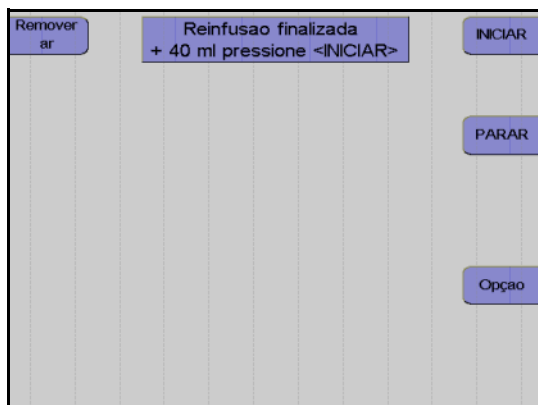 Remover
ar
Reinfusao finalizada
+ 40 ml pressione <INICIAR>
INICIAR
PARAR
Opçao